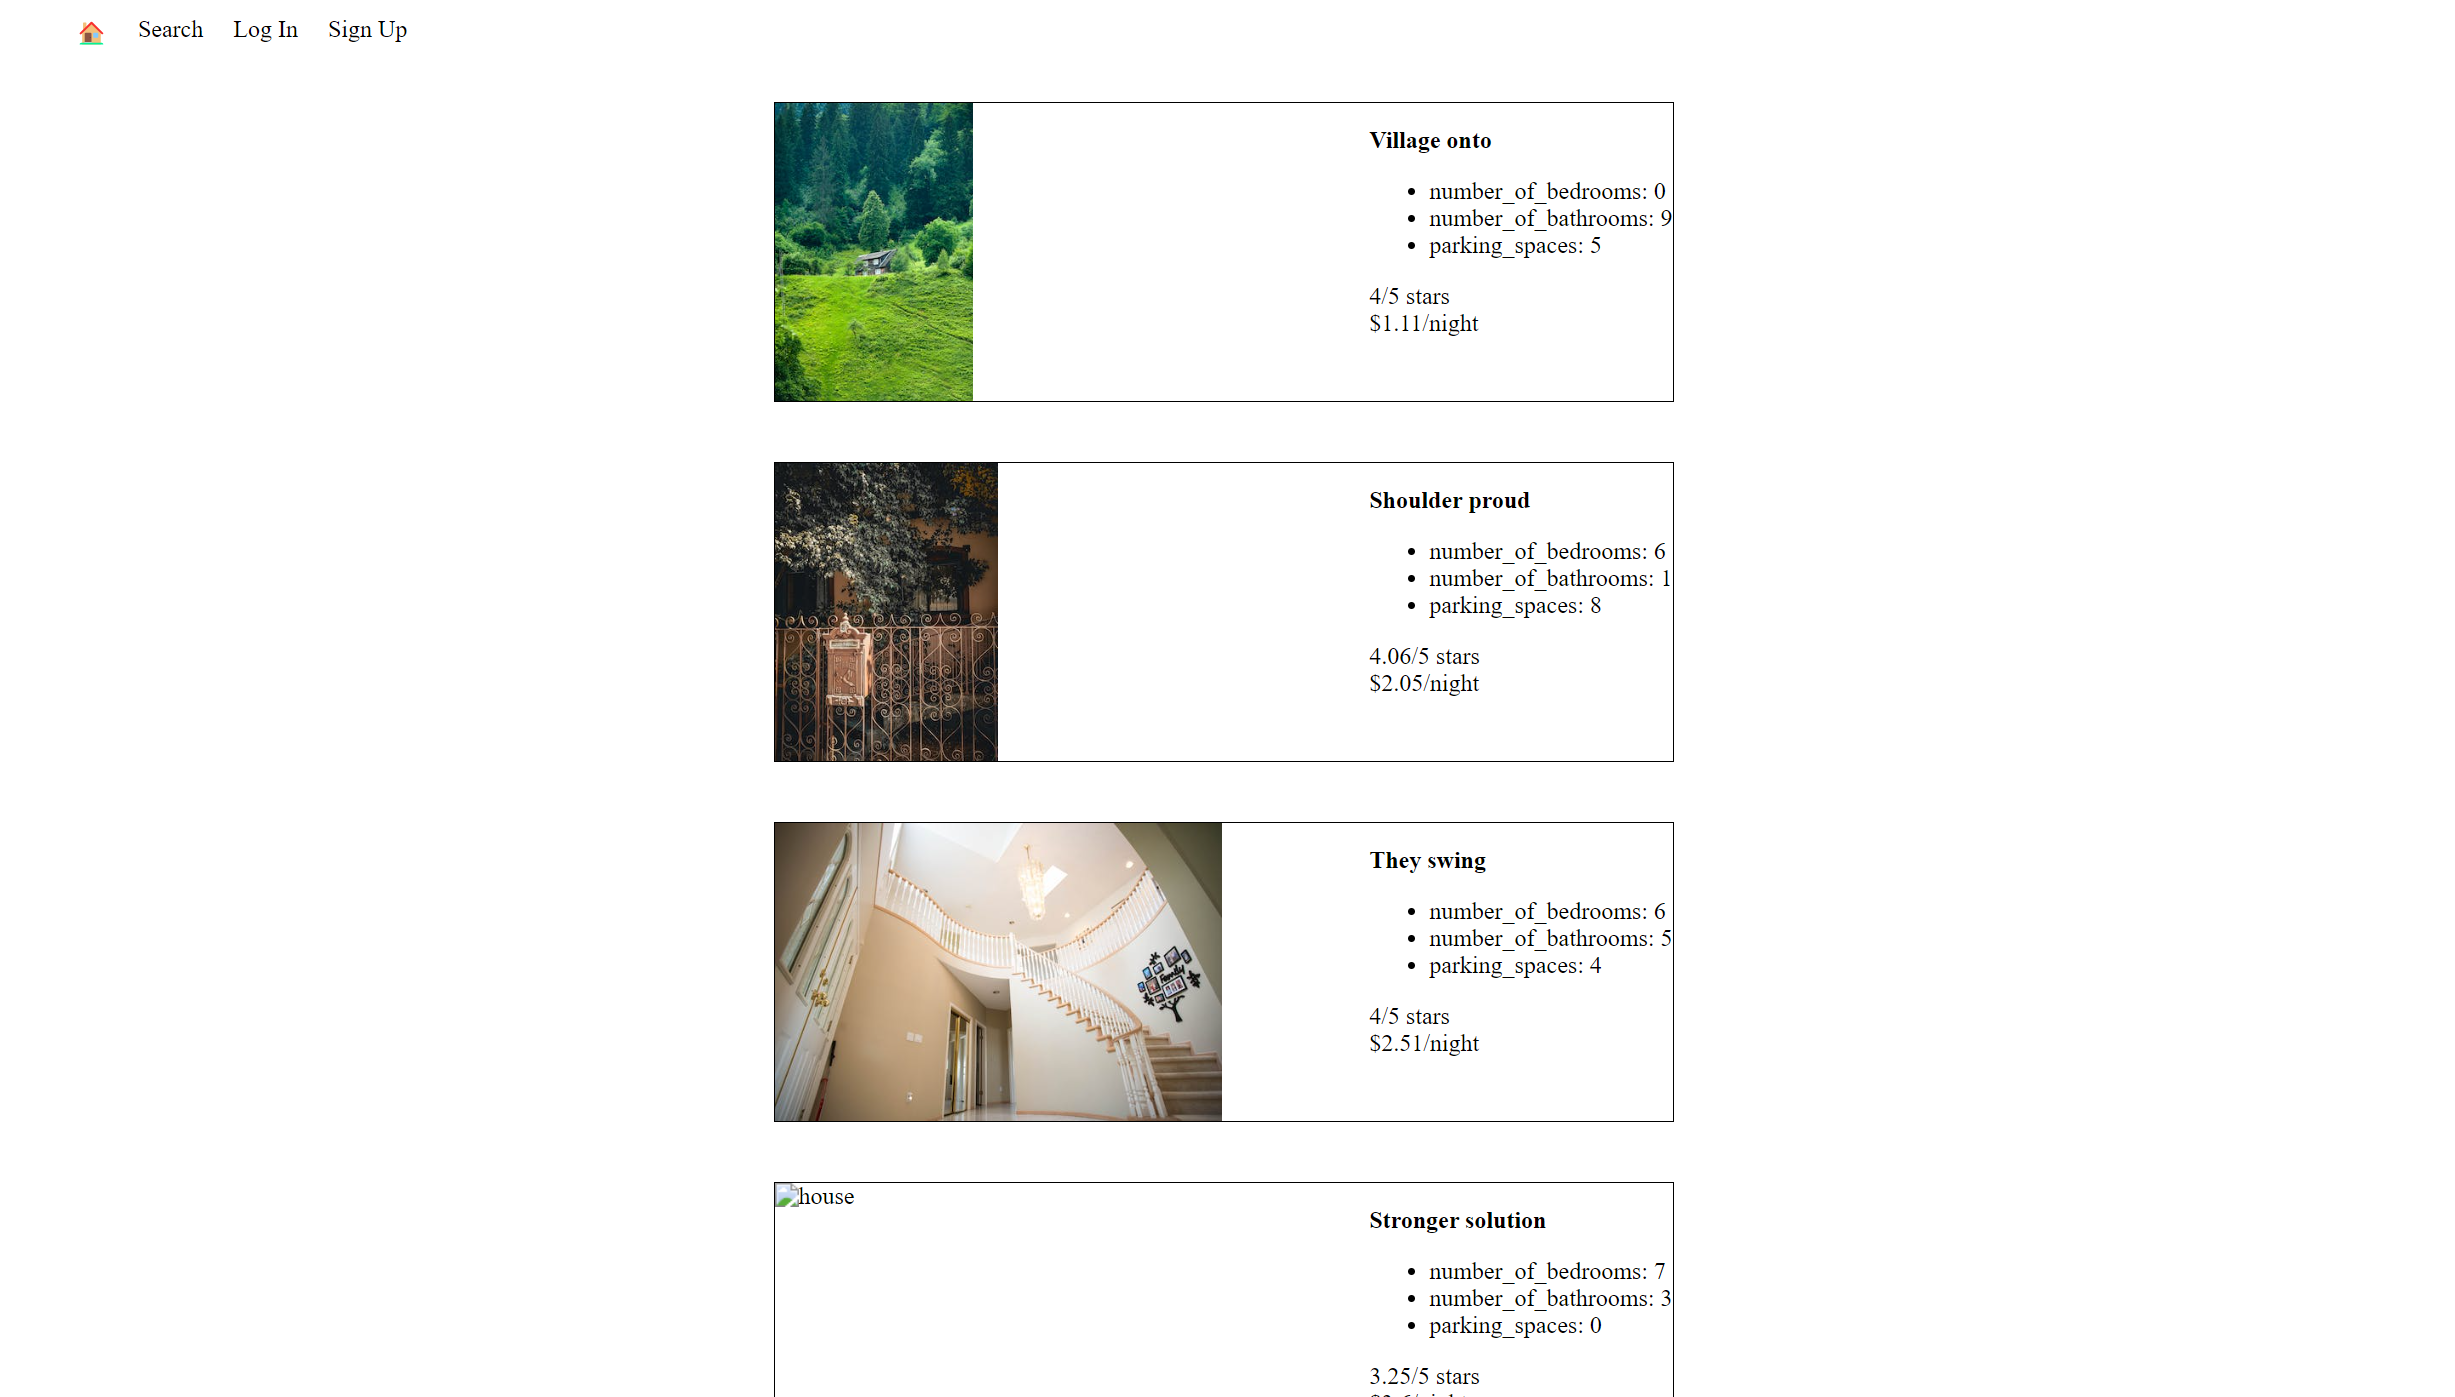 Search Log In Sign Up
Village onto
number_of_bedrooms: 0
number_of_bathrooms: 9
parking_spaces: 5
4/5 stars
$1.11/night
Shoulder proud
number_of_bedrooms: 6
number_of_bathrooms: 1
parking_spaces: 8
4.06/5 stars
$2.05/night
Family
They swing
number_of_bedrooms: 6
number_of_bathrooms: 5
parking_spaces: 4
4/5 stars
$2.51/night
house
Stronger solution
number_of_bedrooms: 7
number_of_bathrooms: 3
parking_spaces: 0
3.25/5 stars